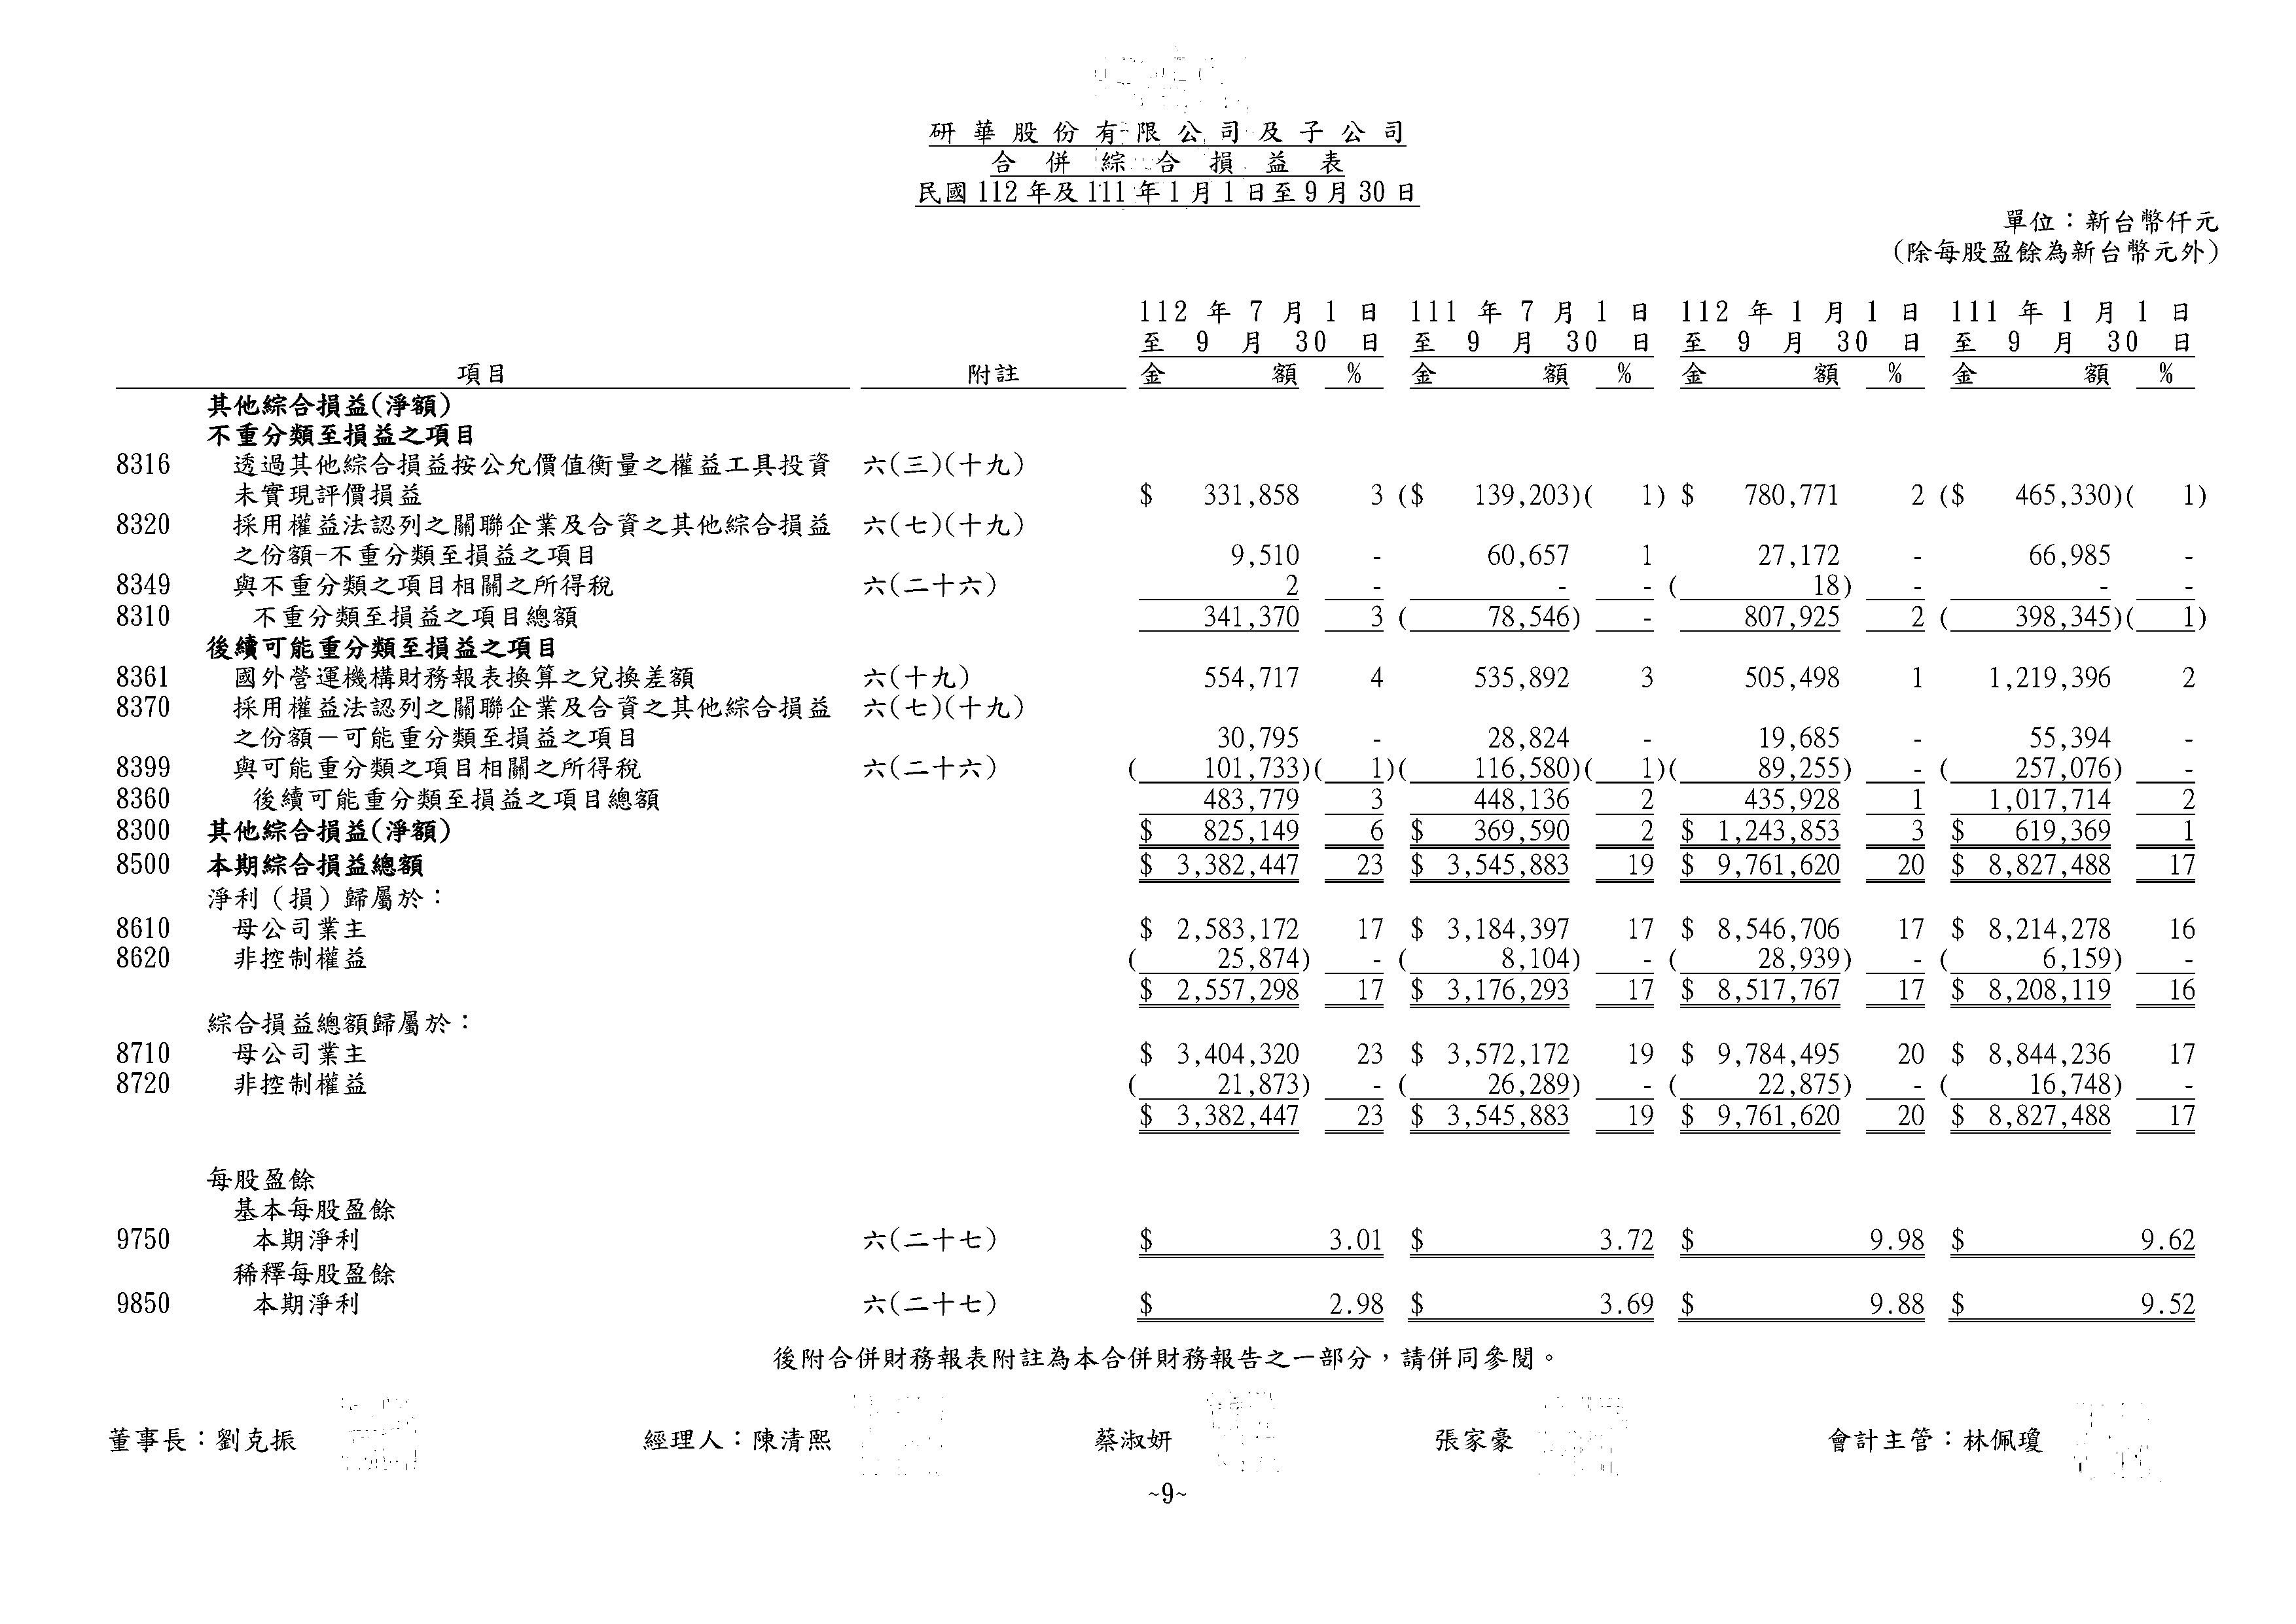 研華股份有限公司及子公司
合併綜合損益表
民國112年及111年1月1日至9月30日
單位：新台幣仟元
(除每股盈餘為新台幣元外)
112 年 7 月 1 日 111 年 7 月 1 日 112 年 1 月 1 日 111 年 1 月 1 日
至 9 月 30 日 至 9 月 30 日 至 9 月 30 日 至 9 月 30 日
項目 附註 金 額 % 金 額 % 金 額 % 金 額 %
其他綜合損益(淨額)
不重分類至損益之項目
8316 透過其他綜合損益按公允價值衡量之權益工具投資 六(三)(十九)
未實現評價損益 $ 331,858 3 ($ 139,203)( 1) $ 780,771 2 ($ 465,330)( 1)
8320 採用權益法認列之關聯企業及合資之其他綜合損益 六(七)(十九)
之份額-不重分類至損益之項目 9,510 - 60,657 1 27,172 - 66,985 -
8349 與不重分類之項目相關之所得稅 六(二十六) 2 - - - ( 18) - - -
8310 不重分類至損益之項目總額 341,370 3 ( 78,546) - 807,925 2 ( 398,345)( 1)
後續可能重分類至損益之項目
8361 國外營運機構財務報表換算之兌換差額 六(十九) 554,717 4 535,892 3 505,498 1 1,219,396 2
8370 採用權益法認列之關聯企業及合資之其他綜合損益 六(七)(十九)
之份額－可能重分類至損益之項目 30,795 - 28,824 - 19,685 - 55,394 -
8399 與可能重分類之項目相關之所得稅 六(二十六) ( 101,733)( 1)( 116,580)( 1)( 89,255) - ( 257,076) -
8360 後續可能重分類至損益之項目總額 483,779 3 448,136 2 435,928 1 1,017,714 2
8300 其他綜合損益(淨額) $ 825,149 6 $ 369,590 2 $ 1,243,853 3 $ 619,369 1
8500 本期綜合損益總額 $ 3,382,447 23 $ 3,545,883 19 $ 9,761,620 20 $ 8,827,488 17
淨利（損）歸屬於：
8610 母公司業主 $ 2,583,172 17 $ 3,184,397 17 $ 8,546,706 17 $ 8,214,278 16
8620 非控制權益 ( 25,874) - ( 8,104) - ( 28,939) - ( 6,159) -
$ 2,557,298 17 $ 3,176,293 17 $ 8,517,767 17 $ 8,208,119 16
綜合損益總額歸屬於：
8710 母公司業主 $ 3,404,320 23 $ 3,572,172 19 $ 9,784,495 20 $ 8,844,236 17
8720 非控制權益 ( 21,873) - ( 26,289) - ( 22,875) - ( 16,748) -
$ 3,382,447 23 $ 3,545,883 19 $ 9,761,620 20 $ 8,827,488 17
每股盈餘
基本每股盈餘
9750 本期淨利 六(二十七) $ 3.01 $ 3.72 $ 9.98 $ 9.62
稀釋每股盈餘
9850 本期淨利 六(二十七) $ 2.98 $ 3.69 $ 9.88 $ 9.52
後附合併財務報表附註為本合併財務報告之一部分，請併同參閱。
董事長：劉克振 經理人：陳清熙 蔡淑妍 張家豪 會計主管：林佩瓊
~9~